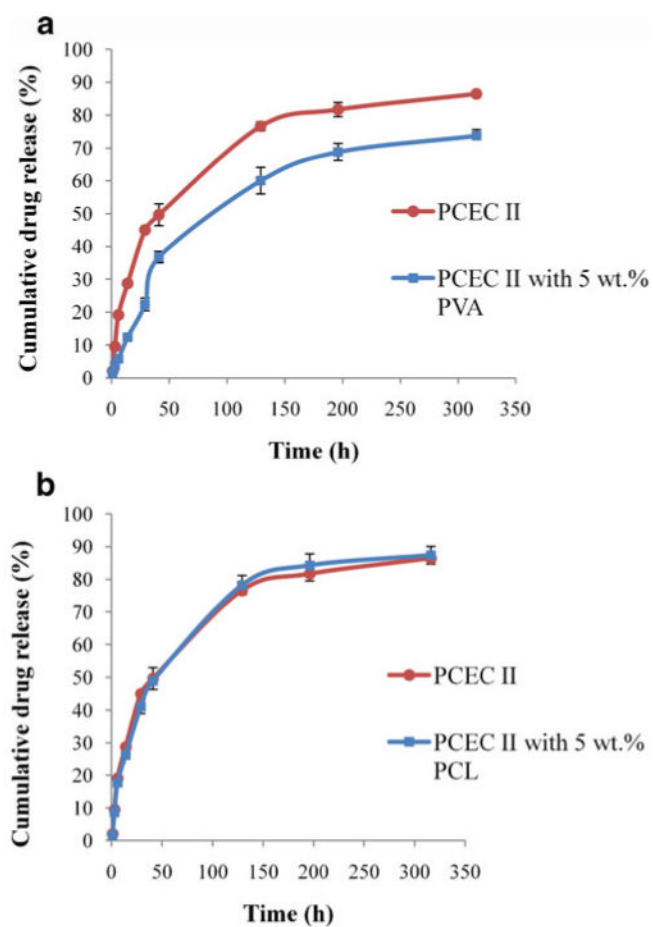 a
100
90
80
70
60
50
40
30
20
10
0
Cumulative drug release (%)
PCEC II
PCEC II with 5 wt.%
PVA
0 50 100 150 200 250 300 350
Time (h)
b
100
90
80
70
60
50
40
30
20
10
0
Cumulative drug release (%)
PCEC II
PCEC II with 5 wt.%
PCL
0 50 100 150 200 250 300 350
Time (h)